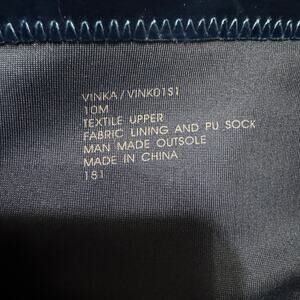 VINKA / VINK01S1
10M
TEXTILE UPPER
FABRIC LINING AND PU SOCK
MAN MADE OUTSOLE
MADE IN CHINA
181